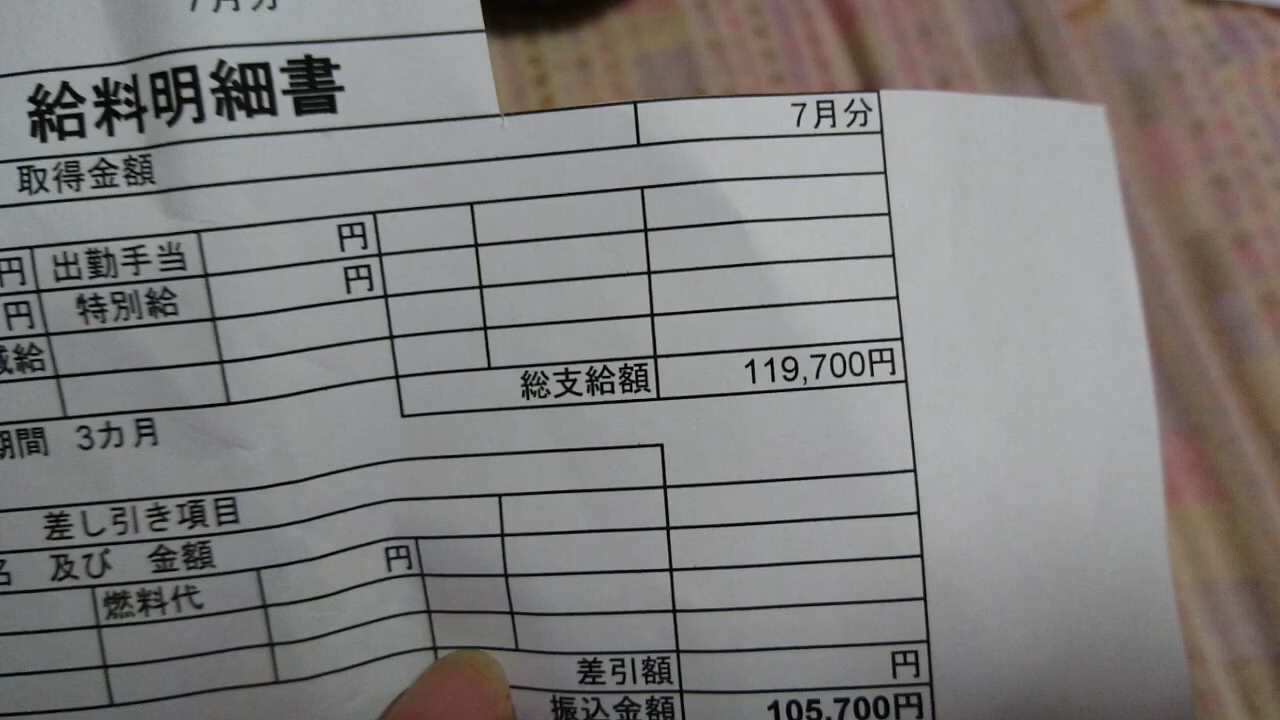 7月分
給料明細書
7月分
取得金額
円 出勤手当 円
円 特別給 円
減給
総支給額 119,700円
期間 3カ月
差し引き項目
名 及び 金額 円
燃料代
差引額 円
振込金額 105,700円